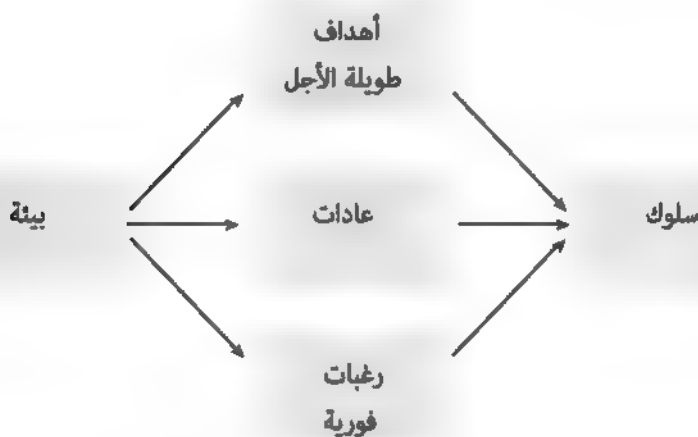 أهداف
طويلة الأجل
بيئة
عادات
سلوك
رغبات
فورية